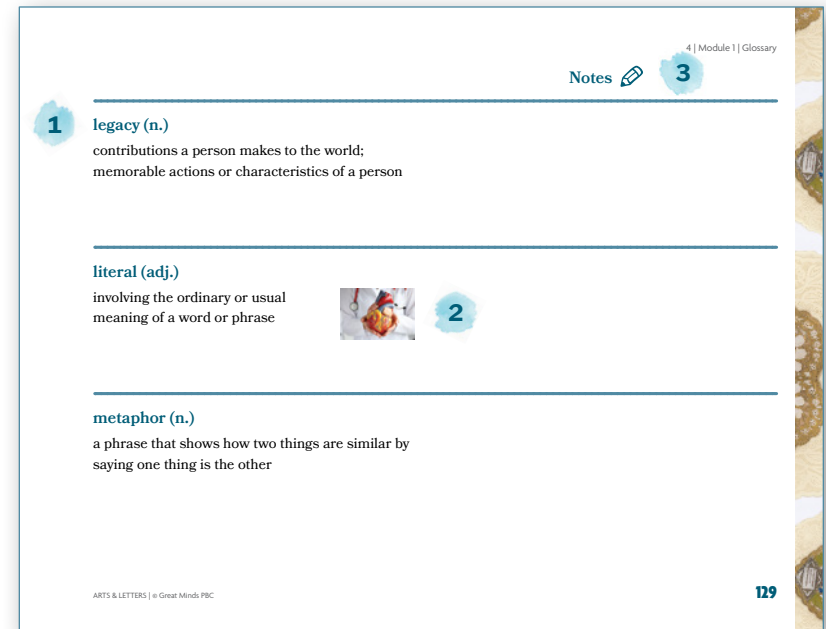 4 | Module 1 | Glossary
Notes 3
1
legacy (n.)
contributions a person makes to the world;
memorable actions or characteristics of a person
literal (adj.)
involving the ordinary or usual
meaning of a word or phrase
2
metaphor (n.)
a phrase that shows how two things are similar by
saying one thing is the other
ARTS & LETTERS | © Great Minds PBC
129